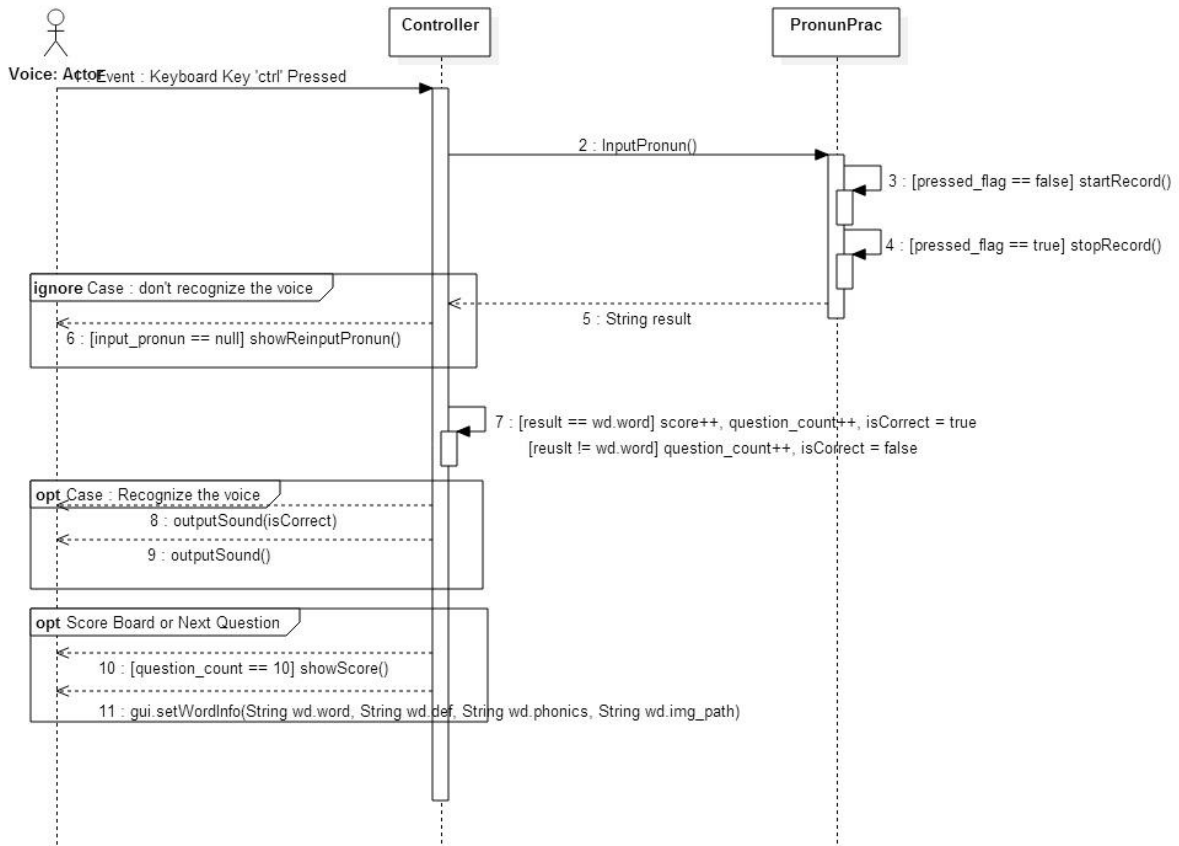 Controller
PronunPrac
Voice: Actor
1 : Event : Keyboard Key 'ctrl' Pressed
2 : InputPronun()
3 : [pressed_flag == false] startRecord()
4 : [pressed_flag == true] stopRecord()
ignore Case : don't recognize the voice
5 : String result
6 : [input_pronun == null] showReinputPronun()
7 : [result == wd.word] score++, question_count++, isCorrect = true
[reuslt != wd.word] question_count++, isCorrect = false
opt Case : Recognize the voice
8 : outputSound(isCorrect)
9 : outputSound()
opt Score Board or Next Question
10 : [question_count == 10] showScore()
11 : gui.setWordInfo(String wd.word, String wd.def, String wd.phonics, String wd.img_path)